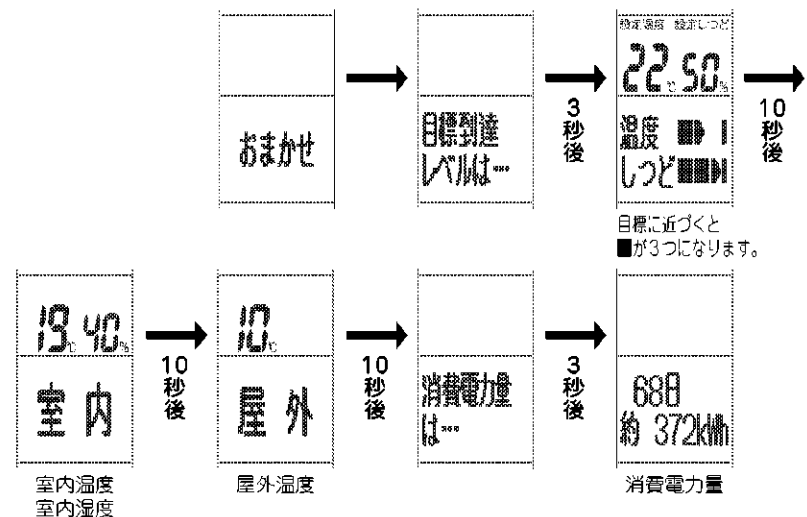 おまかせ
目標到達
レベルは…
3
秒
後
設定温度 設定しつど
22℃ 50%
温度
しつど
10
秒
後
目標に近づくと
■が3つになります。
19℃ 40%
室内
室内温度
室内湿度
10
秒
後
10℃
屋外
屋外温度
10
秒
後
消費電力量
は…
3
秒
後
68日
約 372kWh
消費電力量